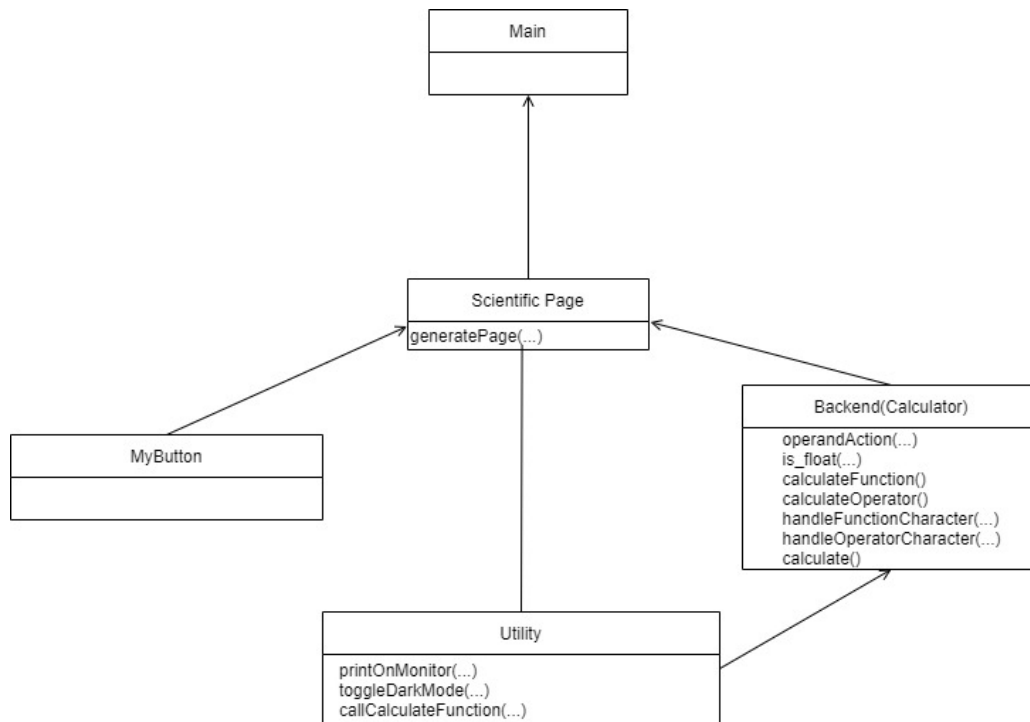 Main
Scientific Page
generatePage(...)
Backend(Calculator)
operandAction(...)
is_float(...)
calculateFunction()
calculateOperator()
handleFunctionCharacter(...)
handleOperatorCharacter(...)
calculate()
MyButton
Utility
printOnMonitor(...)
toggleDarkMode(...)
callCalculateFunction(...)